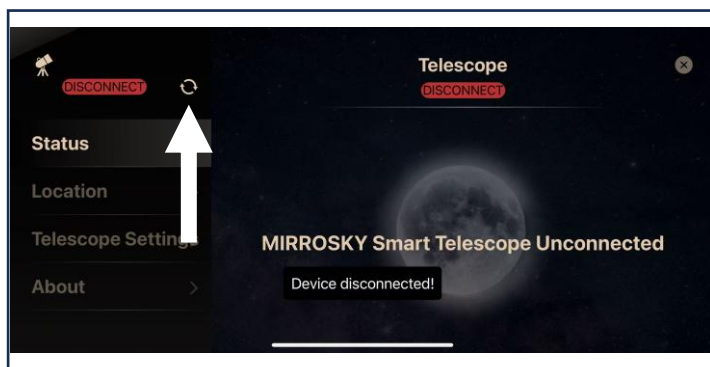 DISCONNECT
Status
Location
Telescope Settings
About
Telescope
DISCONNECT
MIRROSKY Smart Telescope Unconnected
Device disconnected!